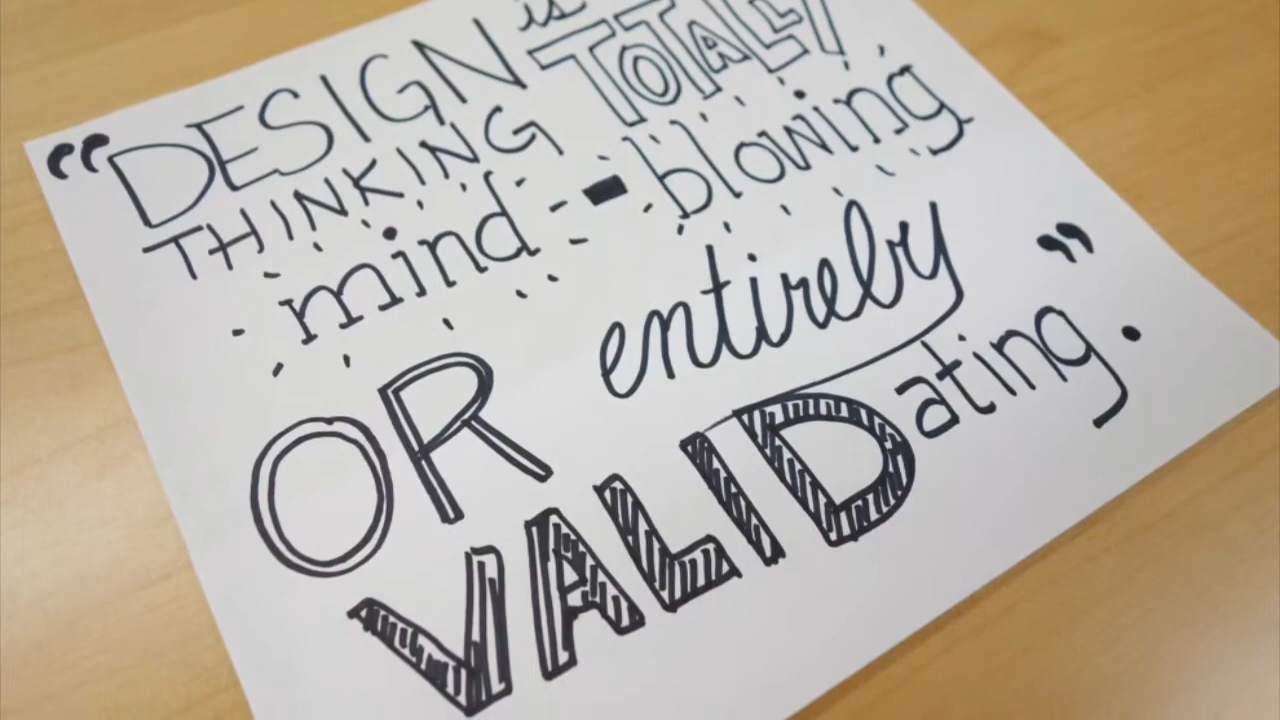 “DESIGN is
THINKING TOTALLY
mind-blowing
OR entirely
VALIDating.”